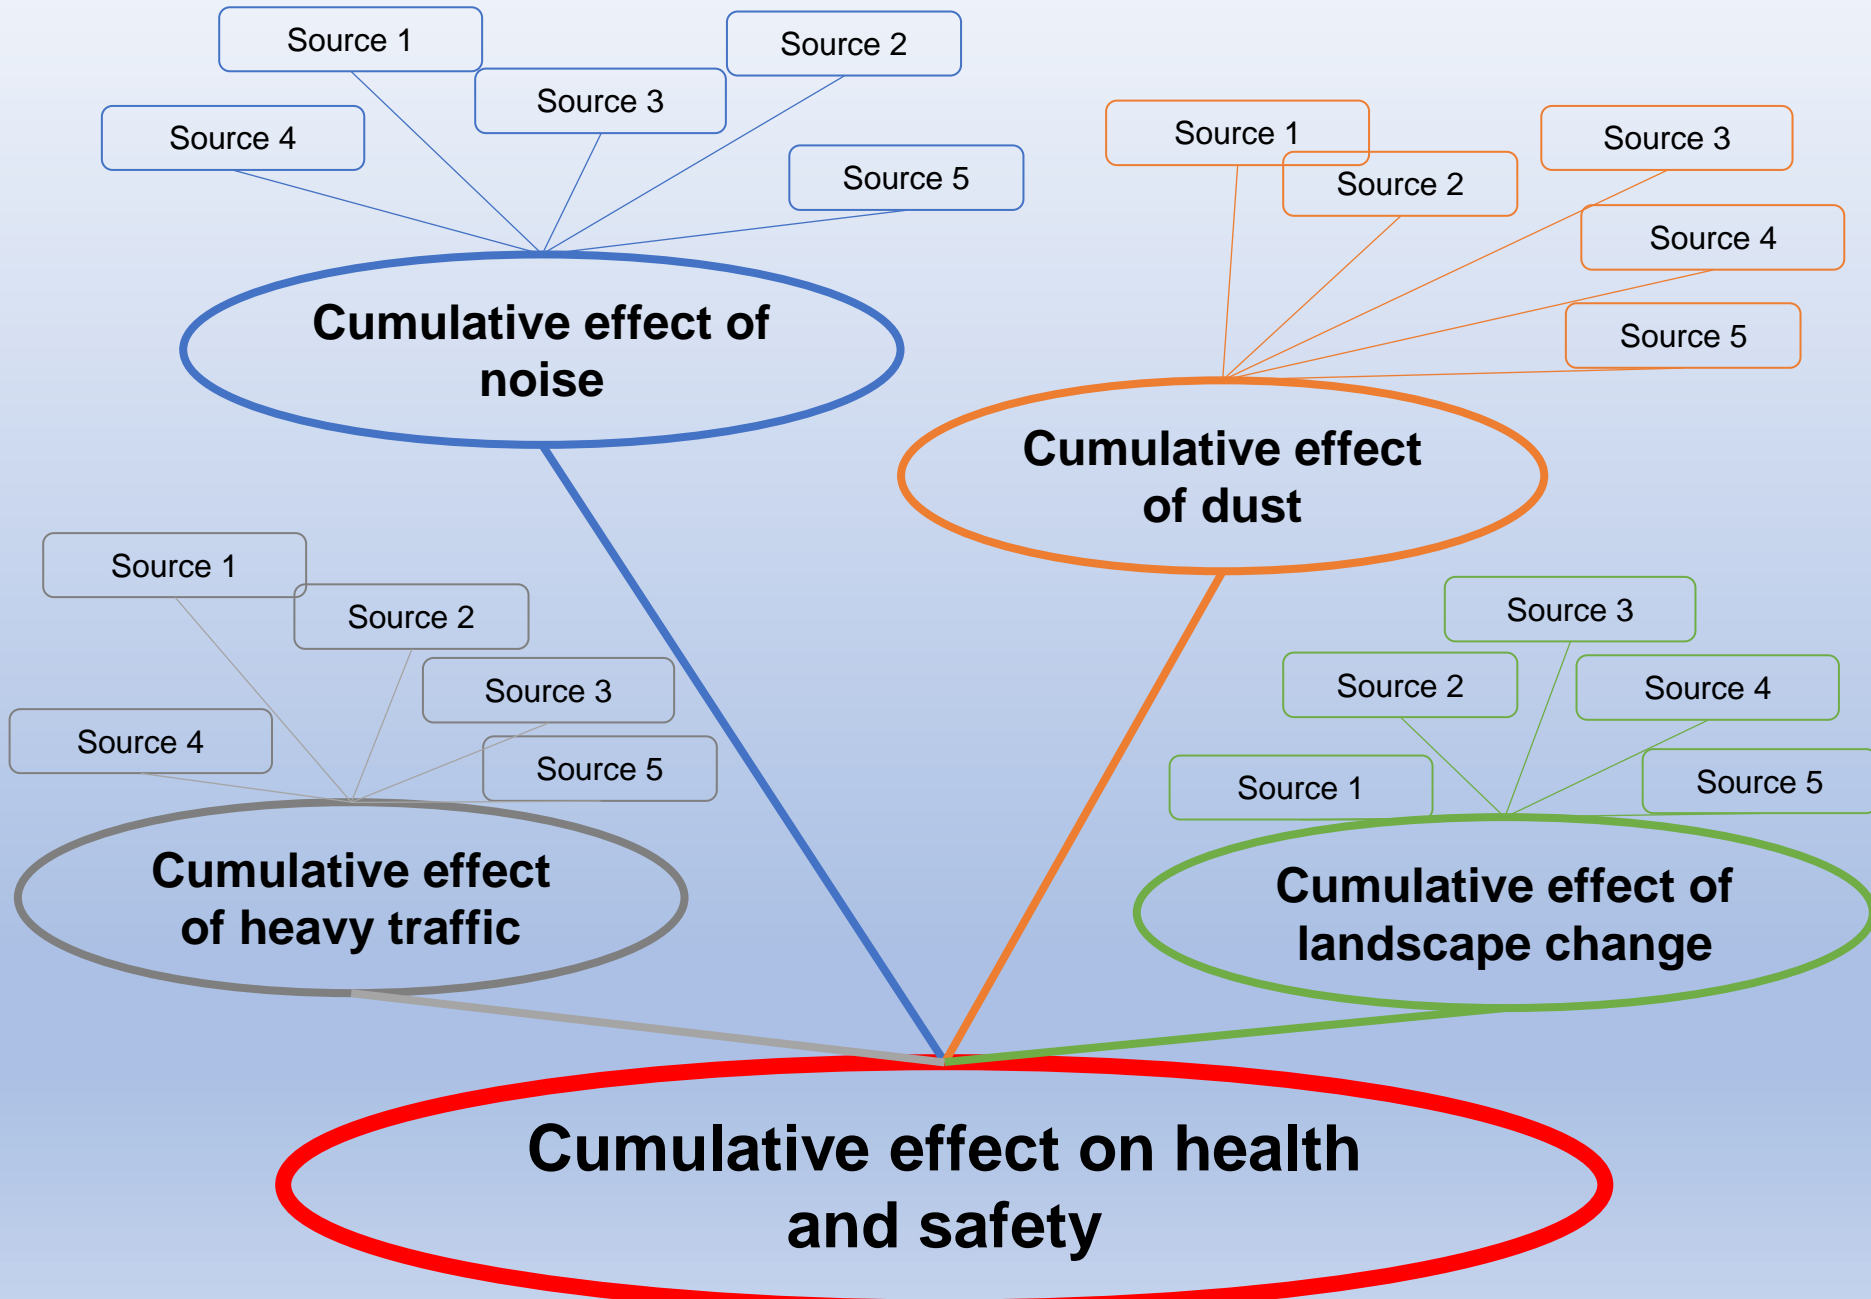 Source 1
Source 2
Source 3
Source 4
Source 5
Cumulative effect of
noise
Source 1
Source 2
Source 3
Source 4
Source 5
Cumulative effect
of dust
Source 1
Source 2
Source 3
Source 4
Source 5
Cumulative effect
of heavy traffic
Source 3
Source 2
Source 4
Source 1
Source 5
Cumulative effect of
landscape change
Cumulative effect on health
and safety